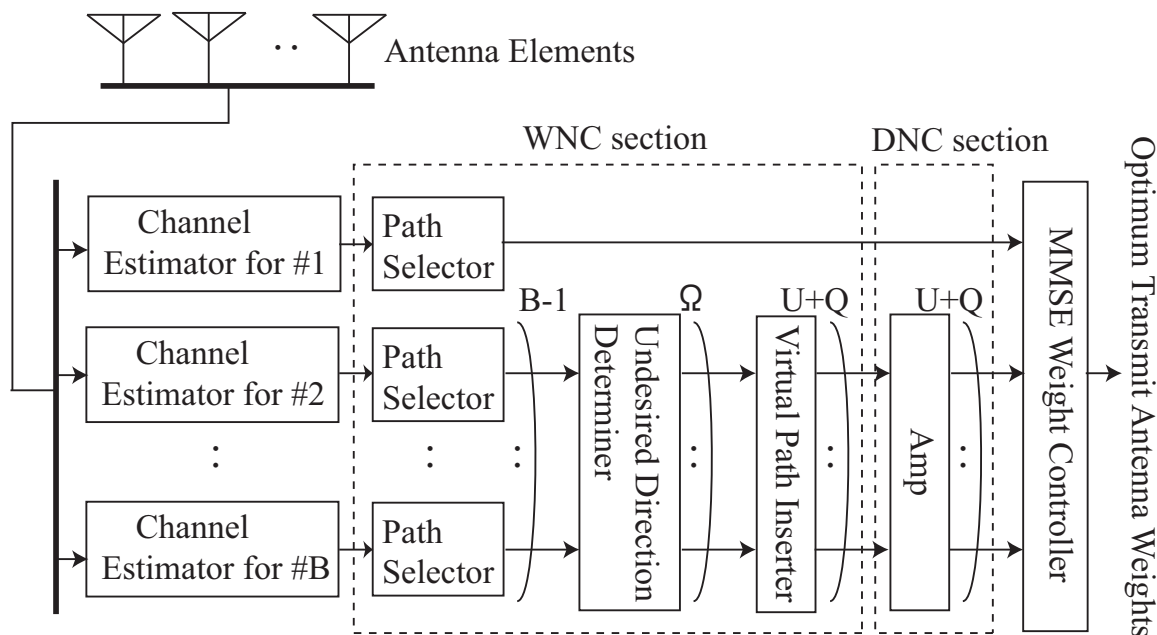 Antenna Elements
WNC section
DNC section
Channel
Estimator for #1
Path
Selector
B-1
Ω
U+Q
U+Q
Channel
Estimator for #2
Path
Selector
Channel
Estimator for #B
Path
Selector
Undesired Direction
Determiner
Virtual Path Inserter
Amp
MMSE Weight Controller
Optimum Transmit Antenna Weights